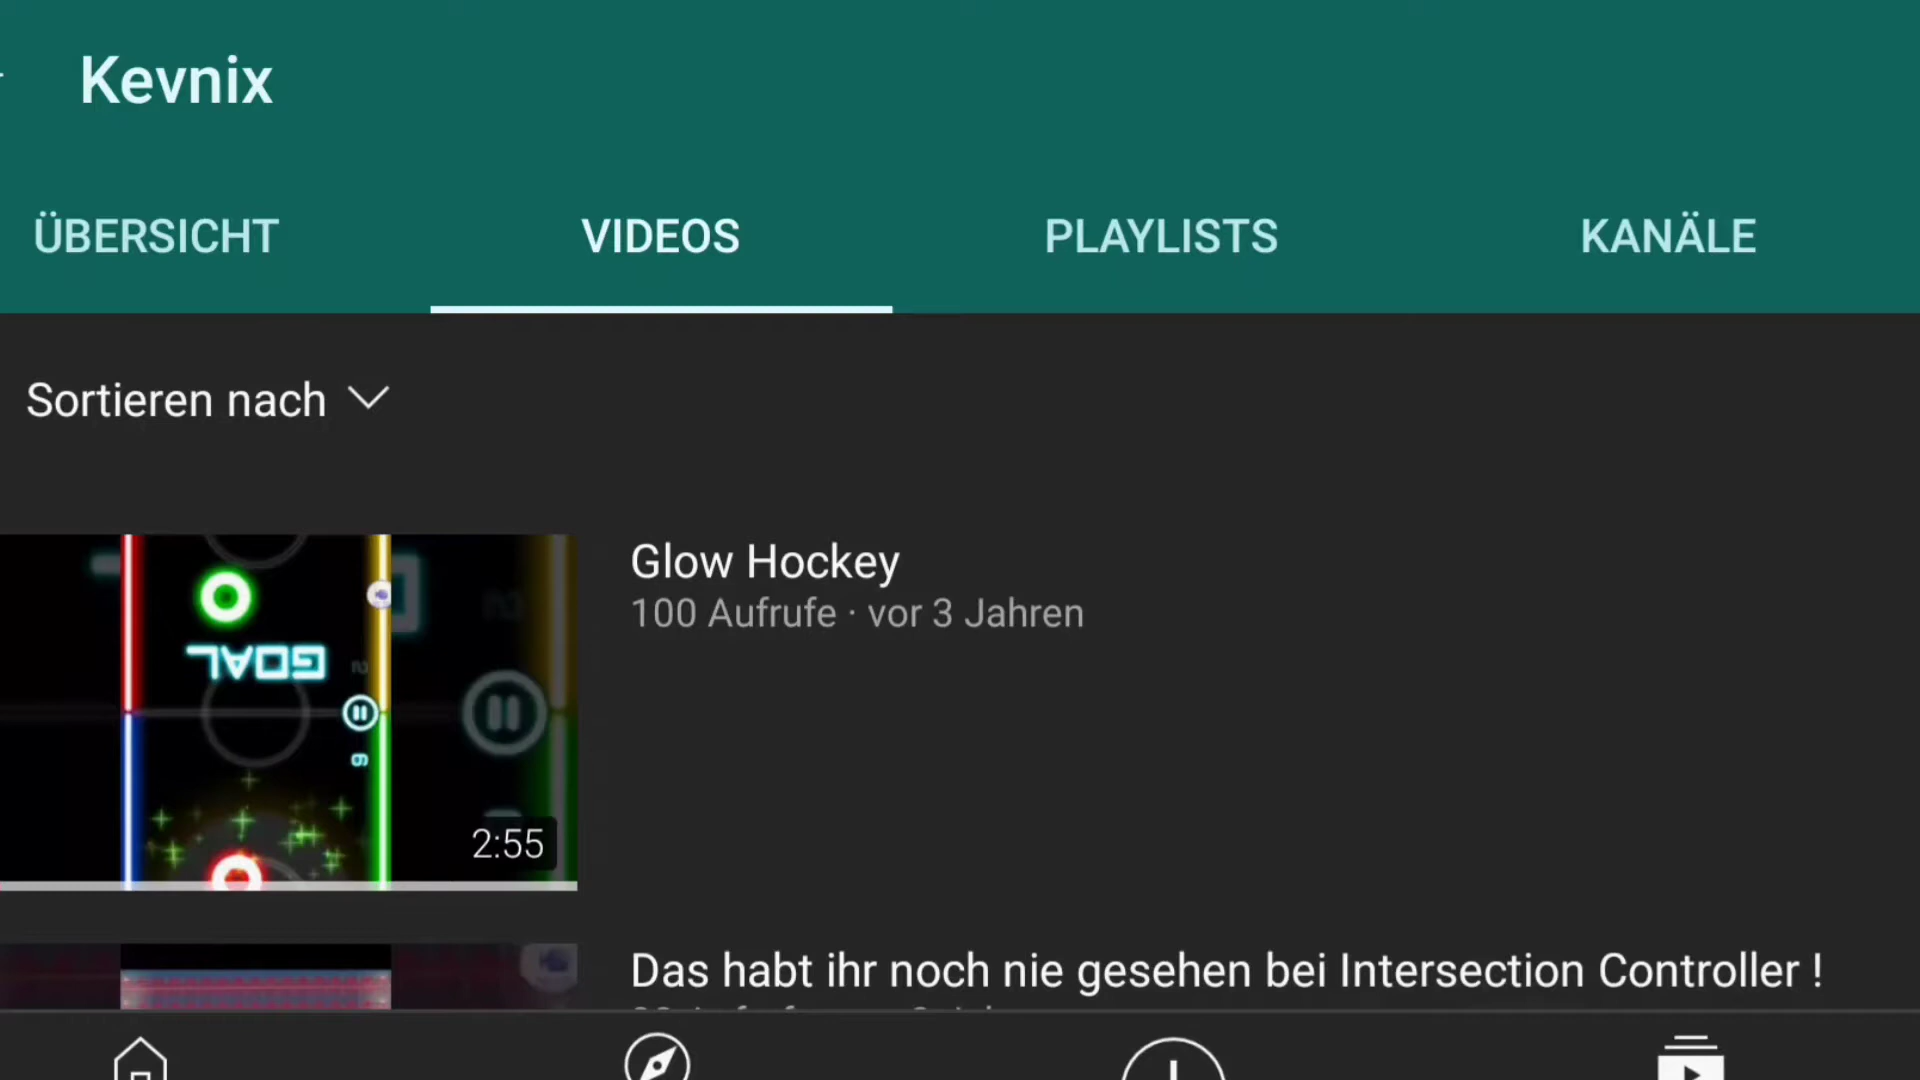 Kevnix
ÜBERSICHT VIDEOS PLAYLISTS KANÄLE
Sortieren nach
Glow Hockey
100 Aufrufe · vor 3 Jahren
GOAL
2:55
Das habt ihr noch nie gesehen bei Intersection Controller !